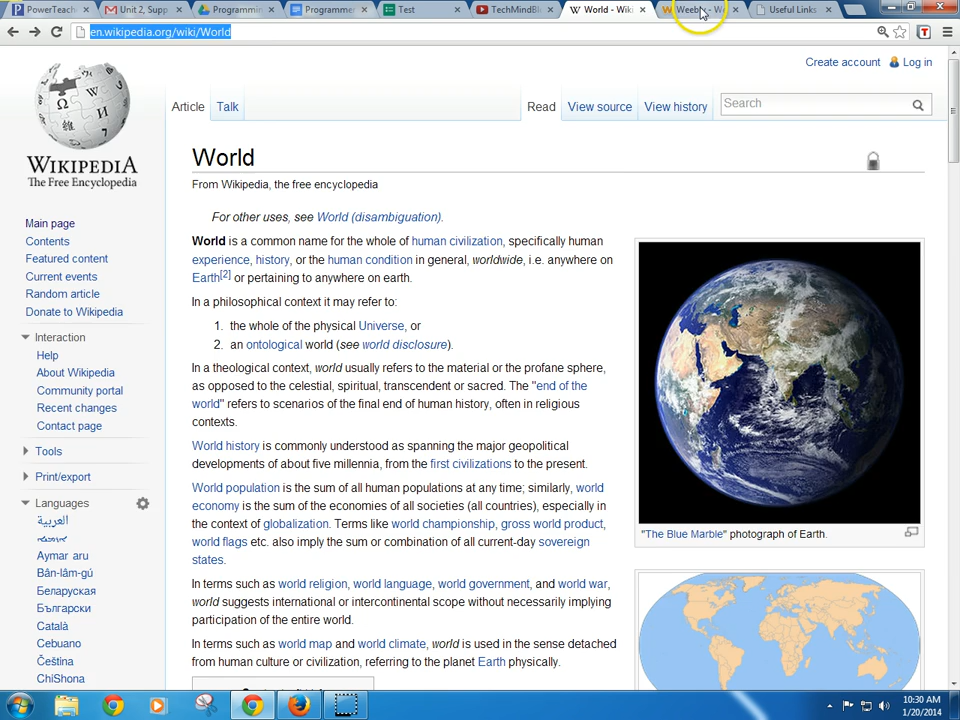 PowerTeach
Unit 2, Supp
Programmin
Programme
Test
TechMindBl
World - Wiki
Weebly - W
Useful Links
en.wikipedia.org/wiki/World
Create account
Log in
Article
Talk
Read
View source
View history
Search
WIKIPEDIA
The Free Encyclopedia
Main page
Contents
Featured content
Current events
Random article
Donate to Wikipedia
Interaction
Help
About Wikipedia
Community portal
Recent changes
Contact page
Tools
Print/export
Languages
العربية
Aymar aru
Bân-lâm-gú
Беларуская
Български
Català
Cebuano
Čeština
ChiShona
World
From Wikipedia, the free encyclopedia
For other uses, see World (disambiguation).
World is a common name for the whole of human civilization, specifically human
experience, history, or the human condition in general, worldwide, i.e. anywhere on
Earth[2] or pertaining to anywhere on earth.
In a philosophical context it may refer to:
1. the whole of the physical Universe, or
2. an ontological world (see world disclosure).
In a theological context, world usually refers to the material or the profane sphere,
as opposed to the celestial, spiritual, transcendent or sacred. The "end of the
world" refers to scenarios of the final end of human history, often in religious
contexts.
World history is commonly understood as spanning the major geopolitical
developments of about five millennia, from the first civilizations to the present.
World population is the sum of all human populations at any time; similarly, world
economy is the sum of the economies of all societies (all countries), especially in
the context of globalization. Terms like world championship, gross world product,
world flags etc. also imply the sum or combination of all current-day sovereign
states.
In terms such as world religion, world language, world government, and world war,
world suggests international or intercontinental scope without necessarily implying
participation of the entire world.
In terms such as world map and world climate, world is used in the sense detached
from human culture or civilization, referring to the planet Earth physically.
"The Blue Marble" photograph of Earth.
10:30 AM
1/20/2014